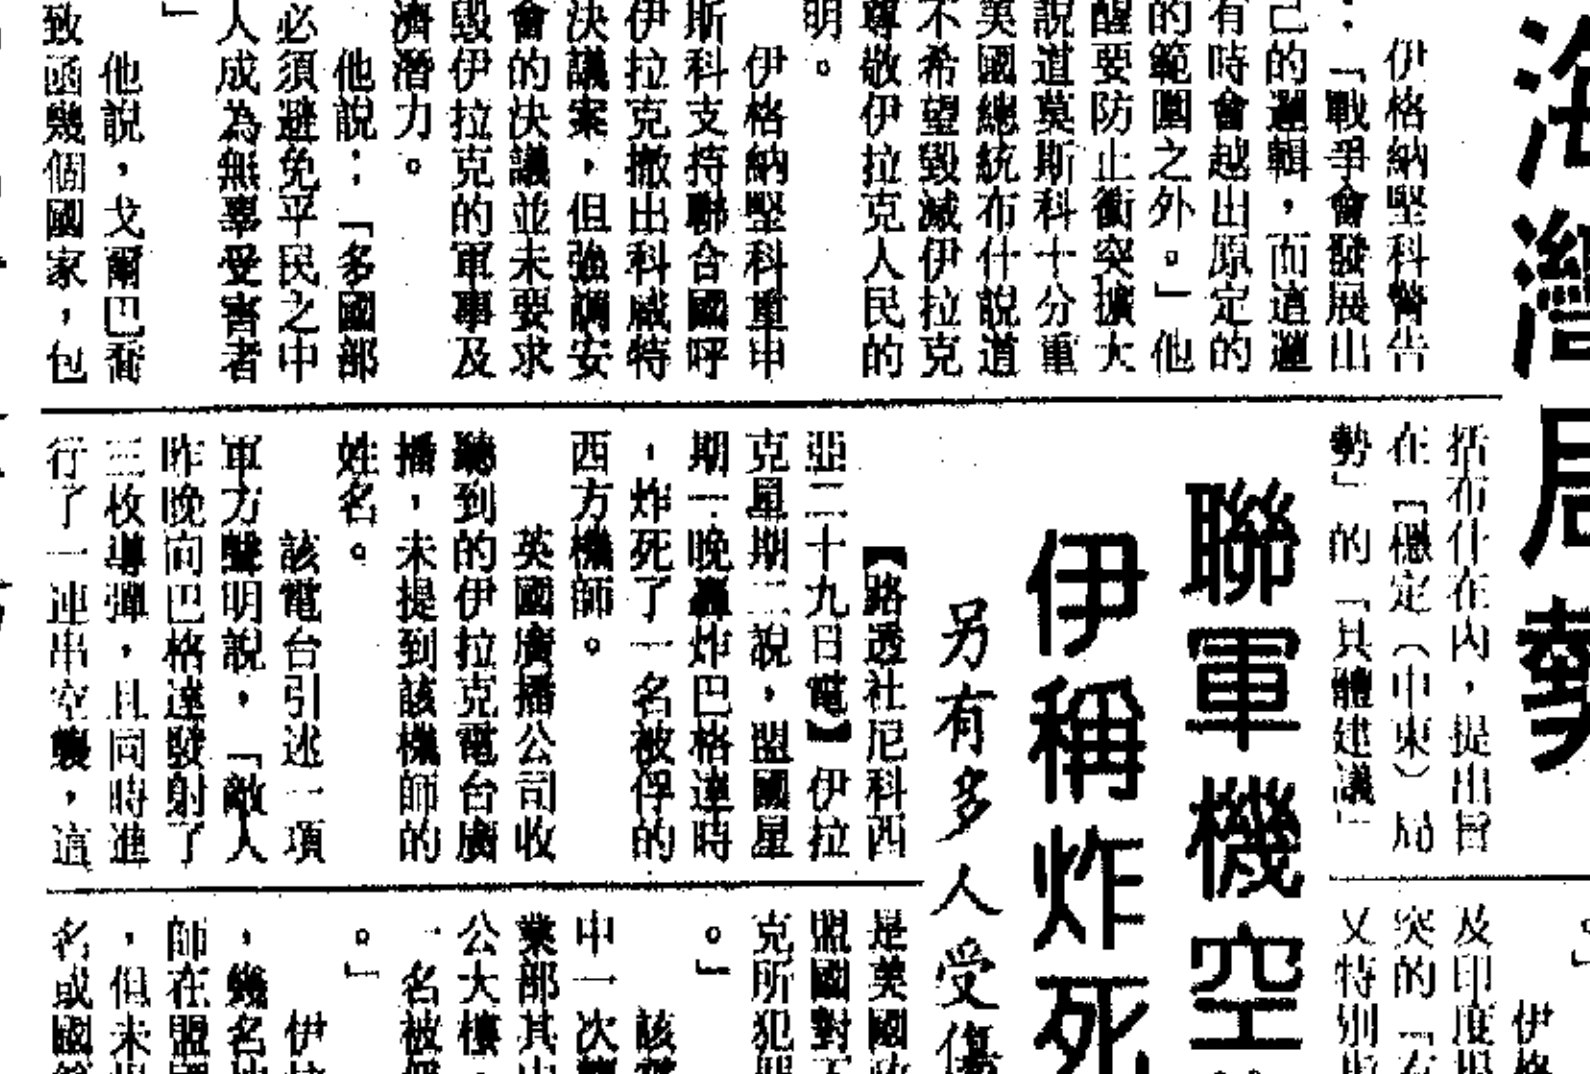 海灣局勢
伊格納堅科警告
：「戰爭會發展出
己的邏輯，而這邏
有時會越出原定的
的範圍之外。」他
醒要防止衝突擴大
說道莫斯科十分重
美國總統布什說道
不希望毀滅伊拉克
尊敬伊拉克人民的
明。
伊格納堅科重申
斯科支持聯合國呼
伊拉克撤出科威特
決議案，但強調安
會的決議並未要求
毀伊拉克的軍事及
濟潛力。
他說：「多國部
必須避免平民之中
人成為無辜受害者
」
他說，戈爾巴喬
致函幾個國家，包
括布什在內，提出旨
在「穩定（中東）局
勢」的「具體建議」
聯軍機空
伊稱炸死
另有多人受傷
【路透社尼科西
亞二十九日電】伊拉
克星期二說，盟國星
期一晚轟炸巴格達時
，炸死了一名被俘的
西方機師。
英國廣播公司收
聽到的伊拉克電台廣
播，未提到該機師的
姓名。
該電台引述一項
軍方聲明說，「敵人
昨晚向巴格達發射了
三枚導彈，且同時進
行了一連串空襲，這
。」
伊格
及印度
突的「
又特別
是美國
盟國對
克所犯
。」
該
中一次
業部其
公大樓，
一名被
。」
伊
，幾名
師在盟
，但未
名或國